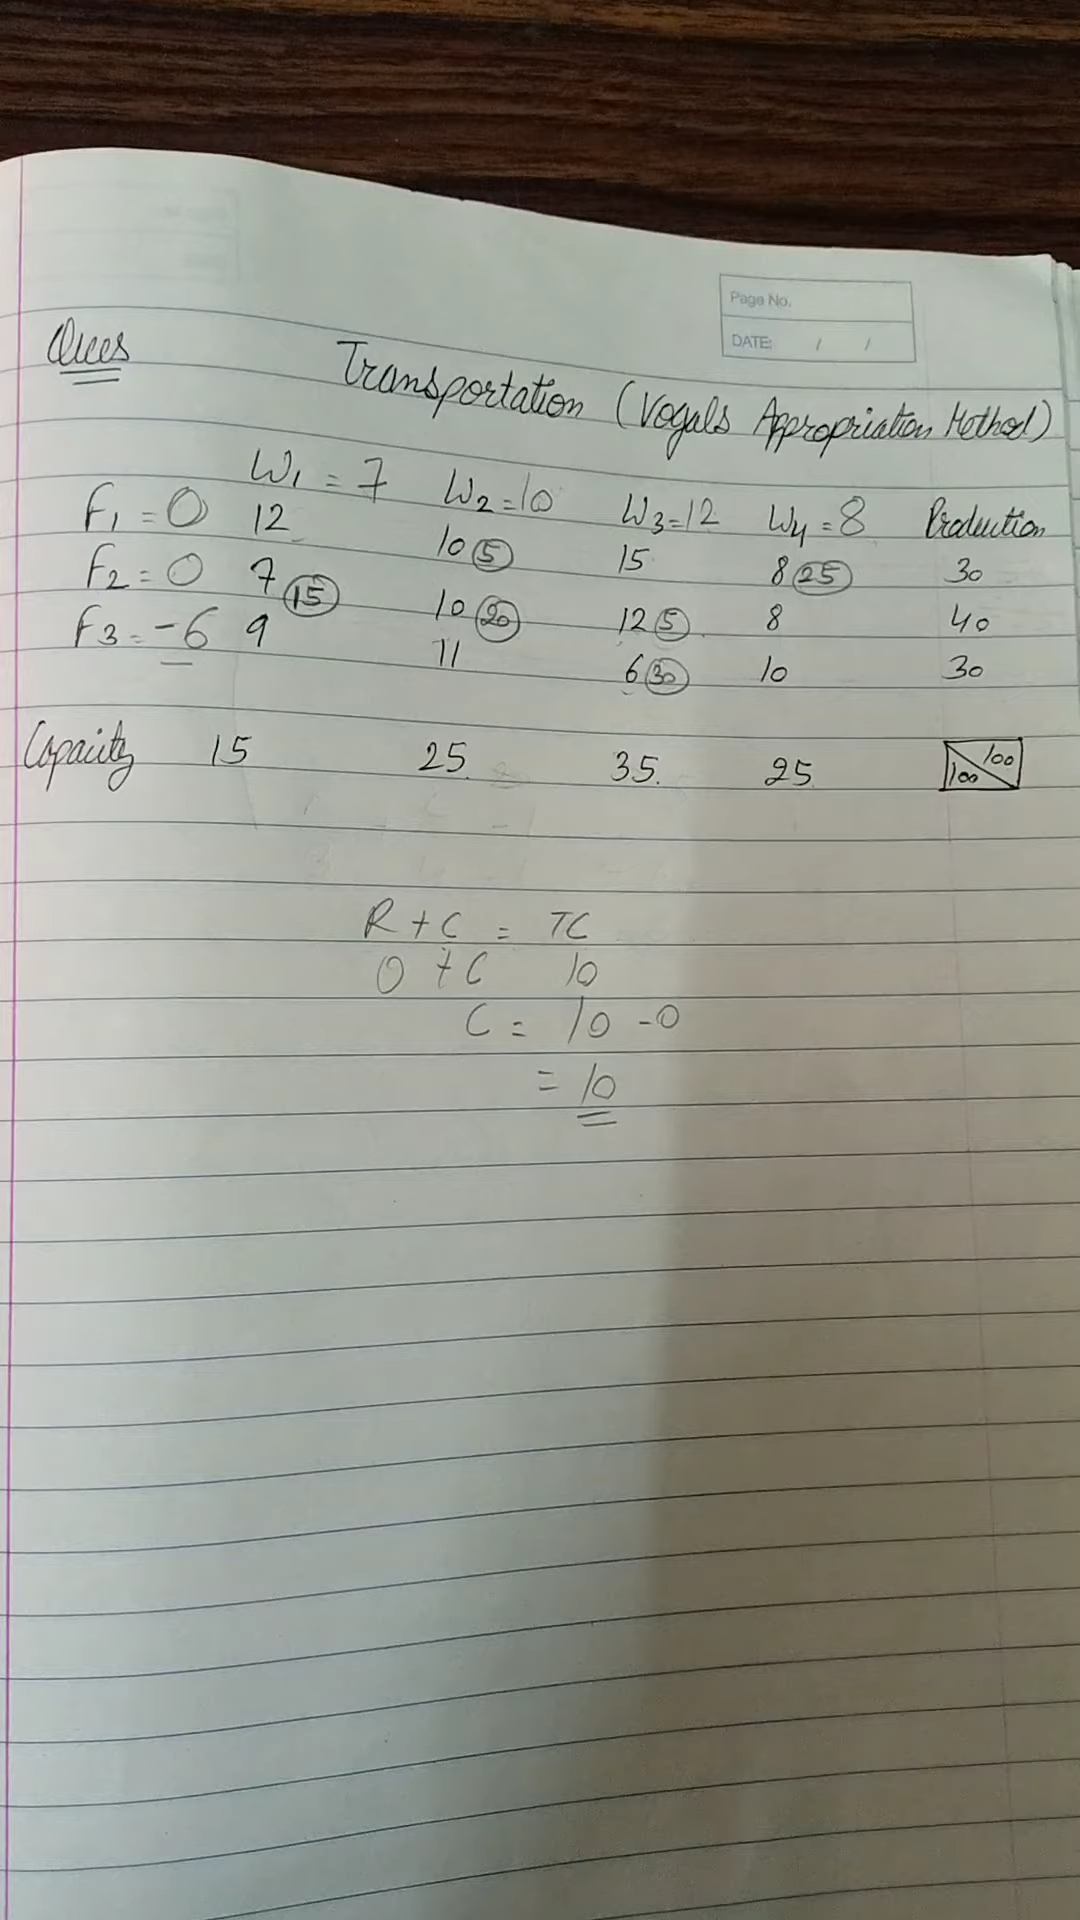 Page No.
DATE: / /
Ques
Transportation (Vogals Appropriation Method)
W1 = 7 W2 = 10 W3 = 12 W4 = 8 Production
F1 = 0 12 10 (5) 15 8 (25) 30
F2 = 0 7 (15) 10 (20) 12 (5) 8 40
F3 = -6 9 11 6 (30) 10 30
Capacity 15 25 35 25 100 100
R + C = TC
0 + C 10
C = 10 - 0
= 10